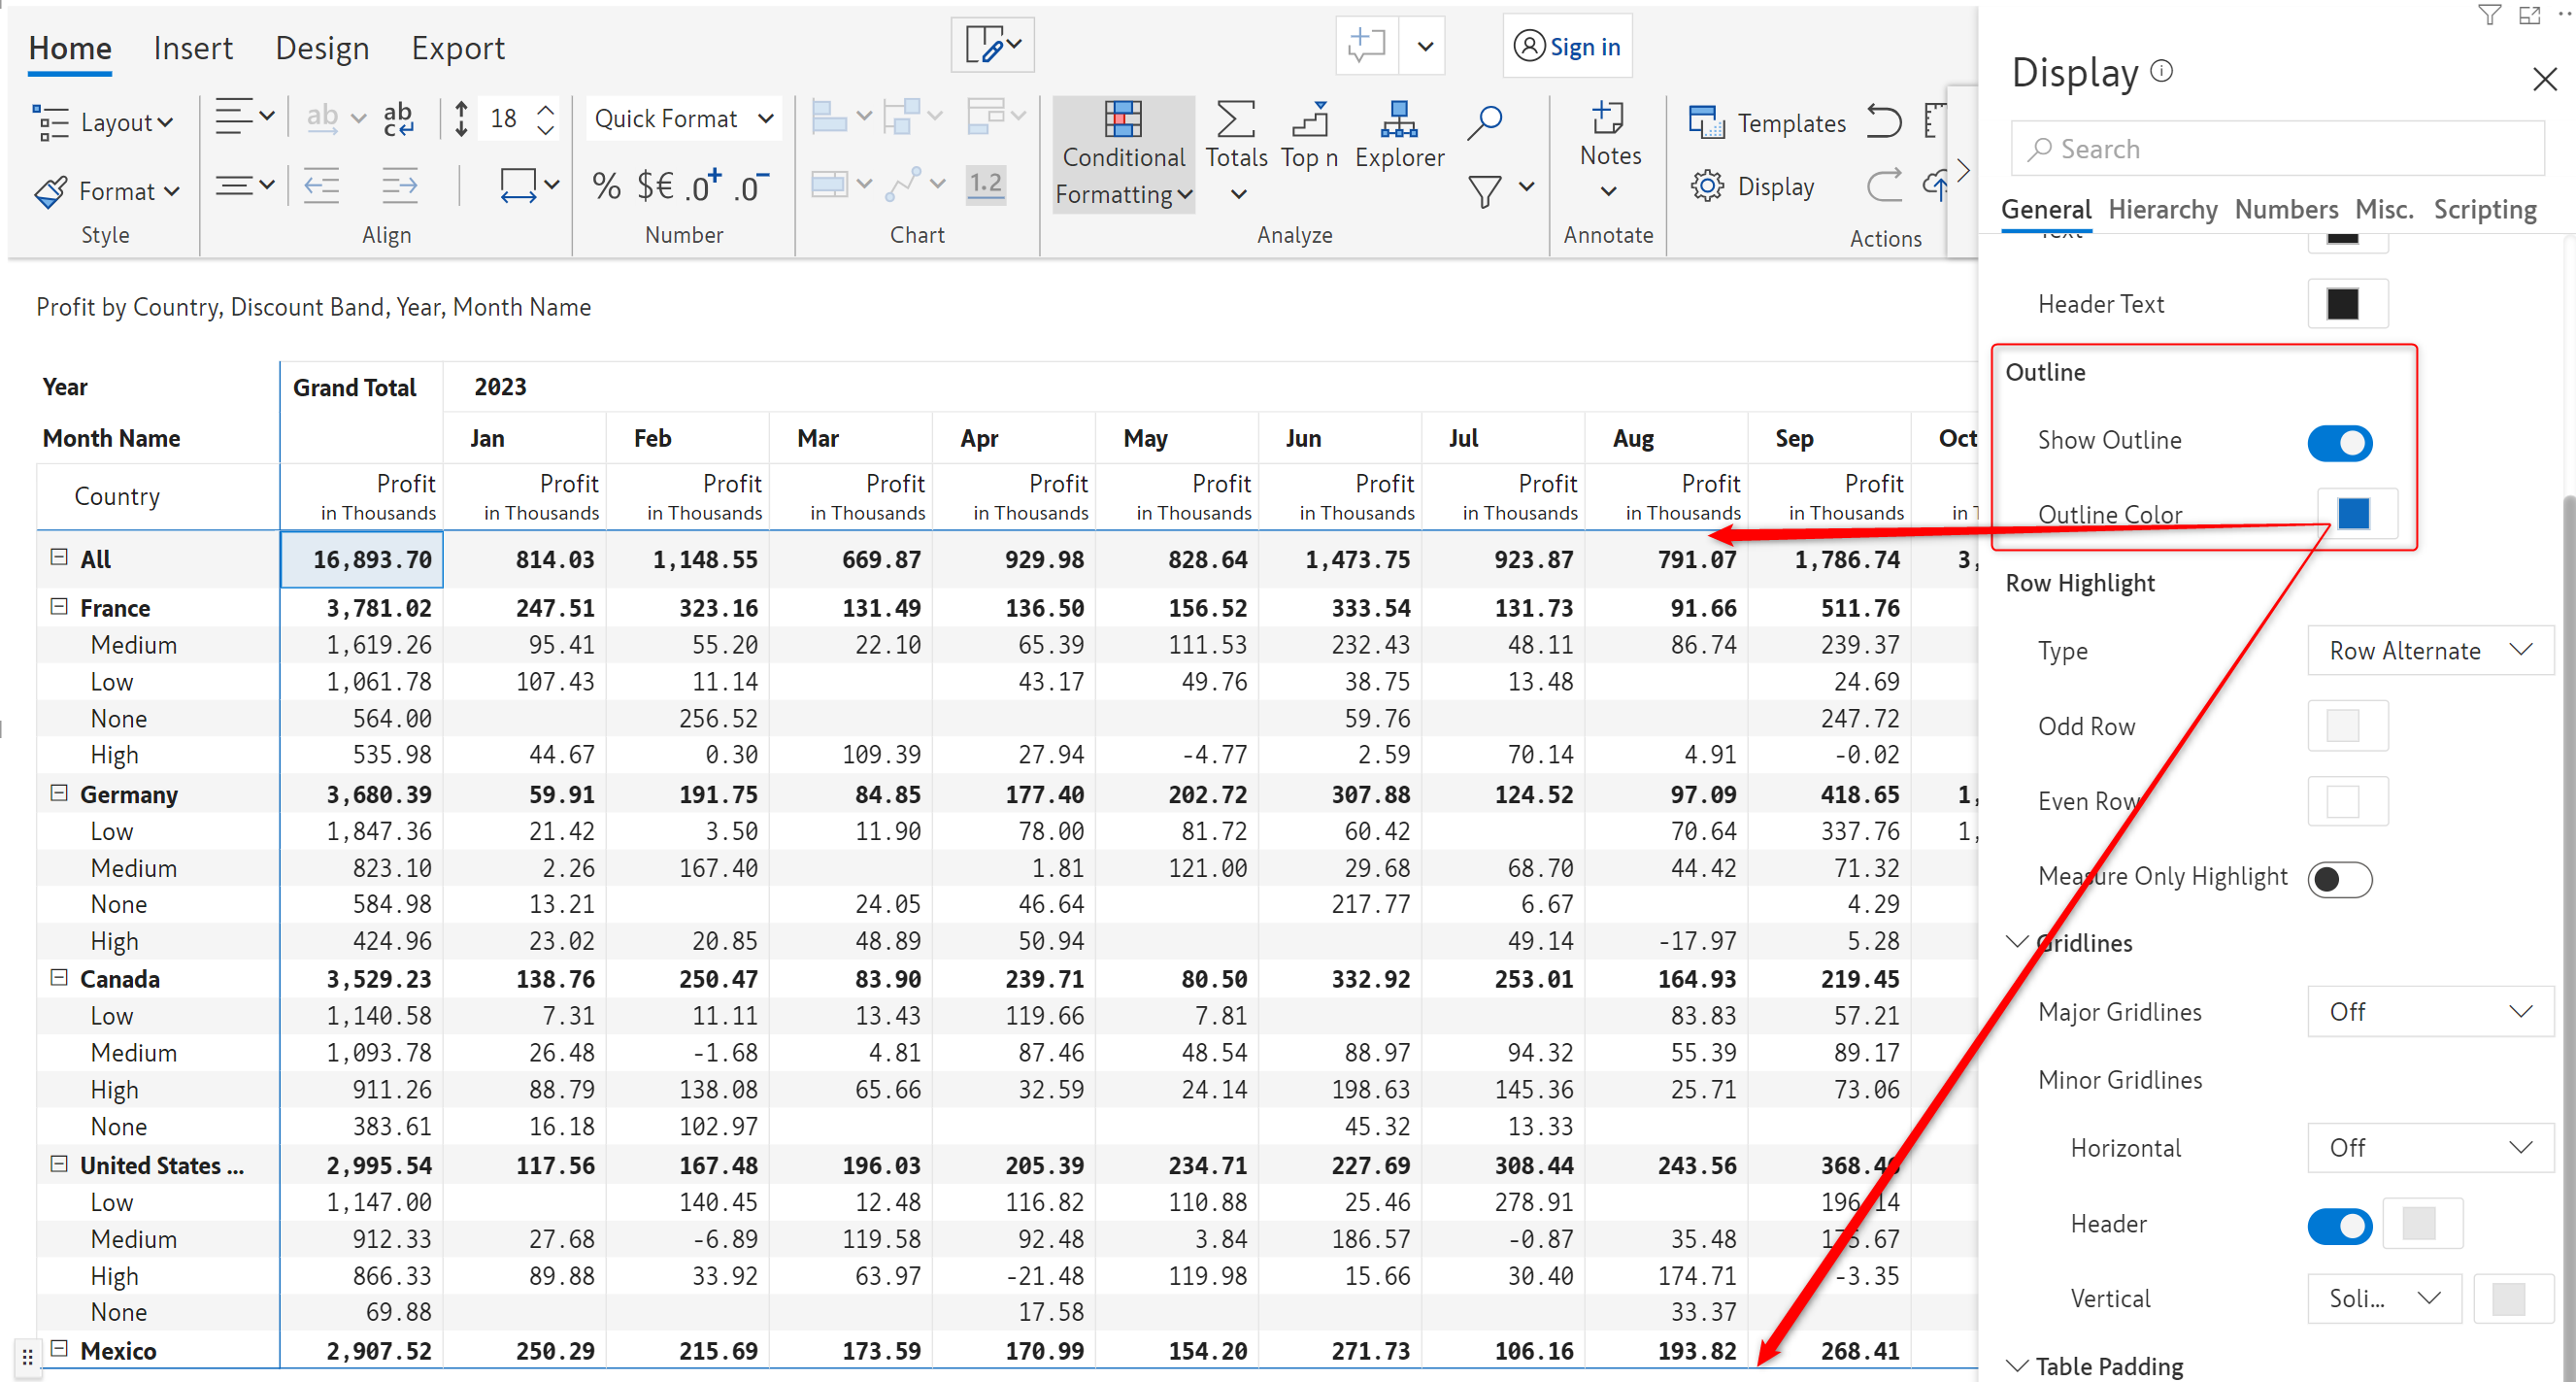 Home Insert Design Export Sign in
Layout ab ab 18 Quick Format Conditional Formatting Totals Top n Explorer Notes Templates
c
Format % $€ .0+ .0- 1.2 Display
Style Align Number Chart Analyze Annotate Actions
Profit by Country, Discount Band, Year, Month Name
Year Grand Total 2023
Month Name Jan Feb Mar Apr May Jun Jul Aug Sep Oct
Country Profit Profit Profit Profit Profit Profit Profit Profit Profit Profit
in Thousands in Thousands in Thousands in Thousands in Thousands in Thousands in Thousands in Thousands in Thousands in Thousands in T
All 16,893.70 814.03 1,148.55 669.87 929.98 828.64 1,473.75 923.87 791.07 1,786.74 3,
France 3,781.02 247.51 323.16 131.49 136.50 156.52 333.54 131.73 91.66 511.76
Medium 1,619.26 95.41 55.20 22.10 65.39 111.53 232.43 48.11 86.74 239.37
Low 1,061.78 107.43 11.14 43.17 49.76 38.75 13.48 24.69
None 564.00 256.52 59.76 247.72
High 535.98 44.67 0.30 109.39 27.94 -4.77 2.59 70.14 4.91 -0.02
Germany 3,680.39 59.91 191.75 84.85 177.40 202.72 307.88 124.52 97.09 418.65 1,
Low 1,847.36 21.42 3.50 11.90 78.00 81.72 60.42 70.64 337.76 1,
Medium 823.10 2.26 167.40 1.81 121.00 29.68 68.70 44.42 71.32
None 584.98 13.21 24.05 46.64 217.77 6.67 4.29
High 424.96 23.02 20.85 48.89 50.94 49.14 -17.97 5.28
Canada 3,529.23 138.76 250.47 83.90 239.71 80.50 332.92 253.01 164.93 219.45
Low 1,140.58 7.31 11.11 13.43 119.66 7.81 83.83 57.21
Medium 1,093.78 26.48 -1.68 4.81 87.46 48.54 88.97 94.32 55.39 89.17
High 911.26 88.79 138.08 65.66 32.59 24.14 198.63 145.36 25.71 73.06
None 383.61 16.18 102.97 45.32 13.33
United States ... 2,995.54 117.56 167.48 196.03 205.39 234.71 227.69 308.44 243.56 368.46
Low 1,147.00 140.45 12.48 116.82 110.88 25.46 278.91 196.14
Medium 912.33 27.68 -6.89 119.58 92.48 3.84 186.57 -0.87 35.48 175.67
High 866.33 89.88 33.92 63.97 -21.48 119.98 15.66 30.40 174.71 -3.35
None 69.88 17.58 33.37
Mexico 2,907.52 250.29 215.69 173.59 170.99 154.20 271.73 106.16 193.82 268.41
Display
Search
General Hierarchy Numbers Misc. Scripting
Text
Header Text
Outline
Show Outline
Outline Color
Row Highlight
Type Row Alternate
Odd Row
Even Row
Measure Only Highlight
Gridlines
Major Gridlines Off
Minor Gridlines
Horizontal Off
Header
Vertical Soli...
Table Padding